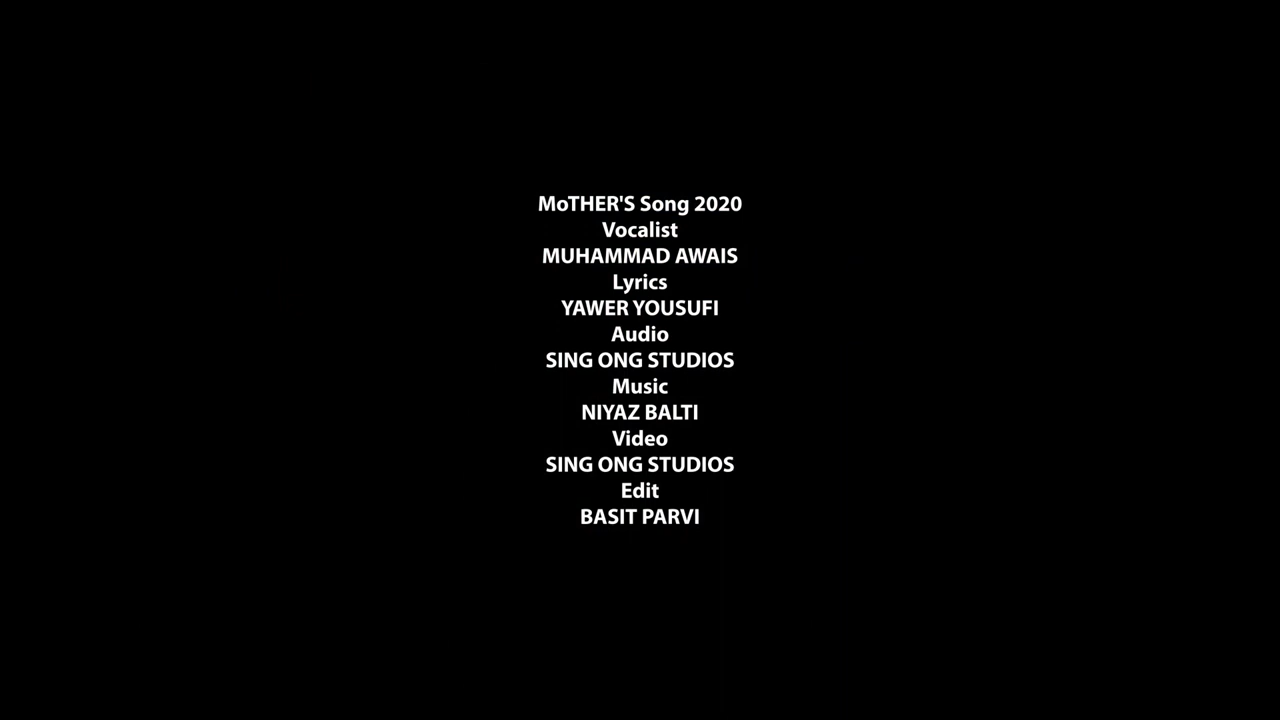 MoTHER'S Song 2020
Vocalist
MUHAMMAD AWAIS
Lyrics
YAWER YOUSUFI
Audio
SING ONG STUDIOS
Music
NIYAZ BALTI
Video
SING ONG STUDIOS
Edit
BASIT PARVI